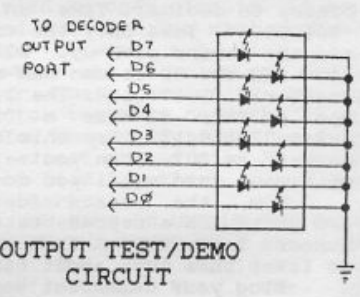 TO DECODER
OUTPUT
PORT
D7
D6
D5
D4
D3
D2
D1
DØ
OUTPUT TEST/DEMO
CIRCUIT